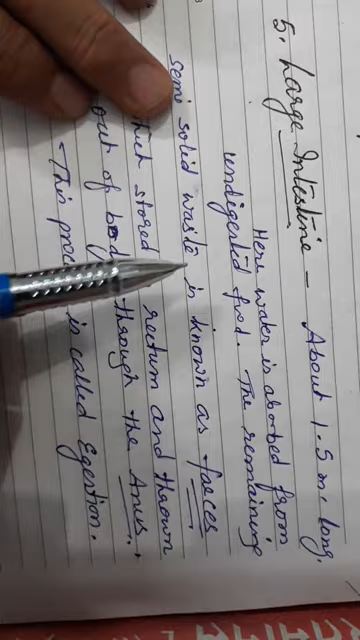 5. Large Intestine - About 1.5 m. long.
Here water is absorbed from
undigested food. The remaining
semi solid waste is known as faeces
stored rectum and thrown
out of body through the Anus.
This is called Egestion.